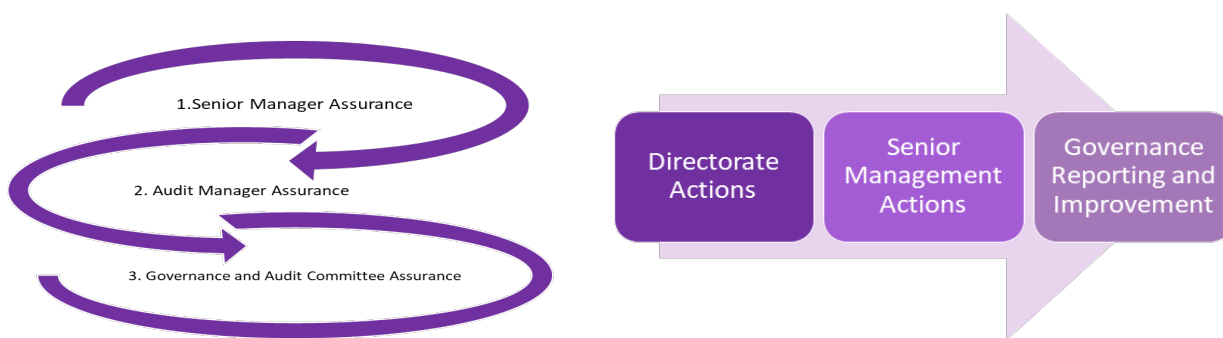 1.Senior Manager Assurance
2. Audit Manager Assurance
3. Governance and Audit Committee Assurance
Directorate
Actions
Senior
Management
Actions
Governance
Reporting and
Improvement